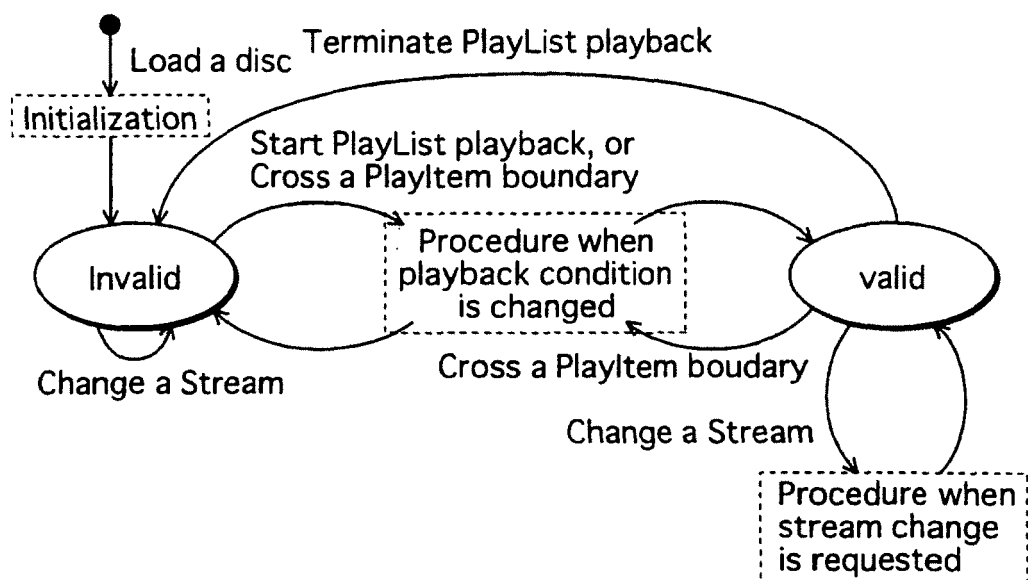 Terminate PlayList playback
Load a disc
Initialization
Start PlayList playback, or
Cross a PlayItem boundary
Procedure when
playback condition
is changed
Invalid
valid
Cross a PlayItem boudary
Change a Stream
Change a Stream
Procedure when
stream change
is requested